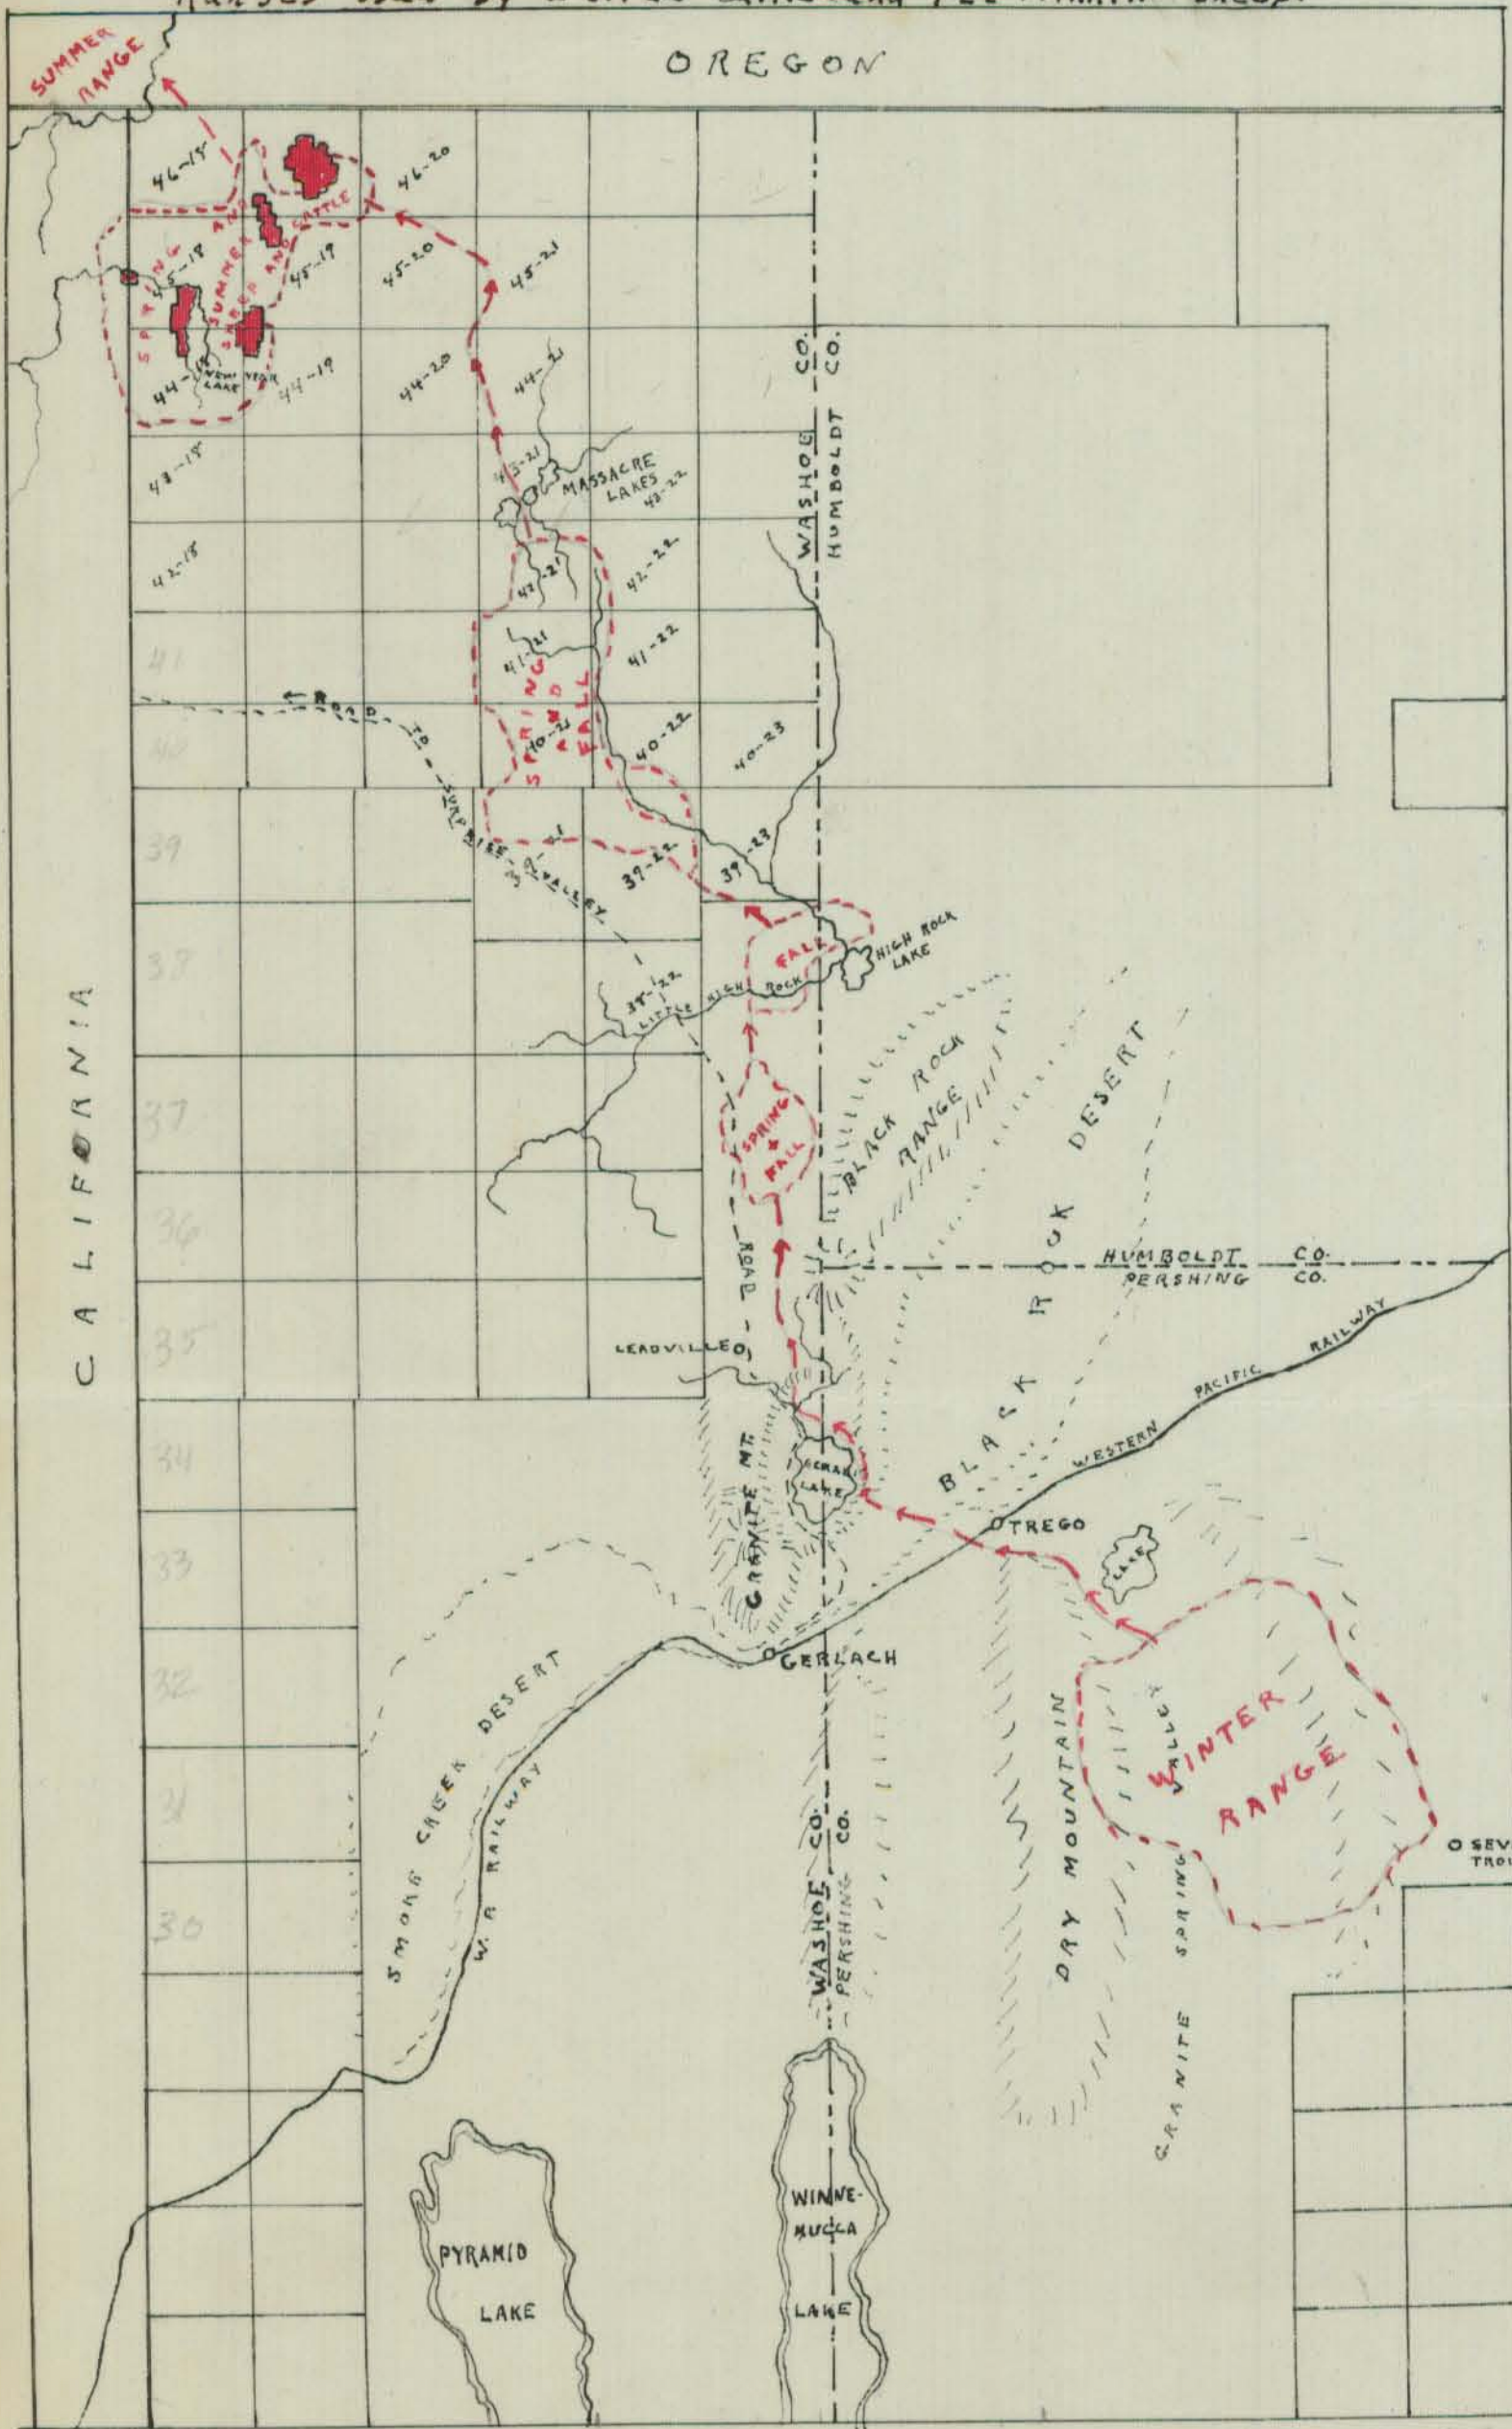 OREGON
SUMMER
RANGE
46-18
46-20
SPRING AND
SUMMER
SHEEP AND CATTLE
45-18
45-19
45-20
45-21
44-
NEW YEAR
LAKE
44-19
44-20
44-21
WASHOE CO.
HUMBOLDT CO.
43-18
43-21
MASSACRE
LAKES
43-22
42-18
42-21
42-22
41
41-21
41-22
SPRING
AND
FALL
ROAD TO SURPRISE VALLEY
40
40-21
40-22
40-23
39
39-21
39-22
39-23
38
38-22
FALL
HIGH ROCK
LAKE
LITTLE HIGH ROCK
CALIFORNIA
37
SPRING
+
FALL
BLACK ROCK
RANGE
BLACK ROCK DESERT
36
ROAD
HUMBOLDT CO.
PERSHING CO.
35
LEADVILLE
WESTERN PACIFIC RAILWAY
34
GRANITE MT.
LAKE
TREGO
LAKE
33
GERLACH
32
SMOKE CREEK DESERT
W. P. RAILWAY
DRY MOUNTAIN
GRANITE SPRING VALLEY
WINTER
RANGE
31
WASHOE CO.
PERSHING CO.
30
PYRAMID
LAKE
WINNE-
MUCCA
LAKE